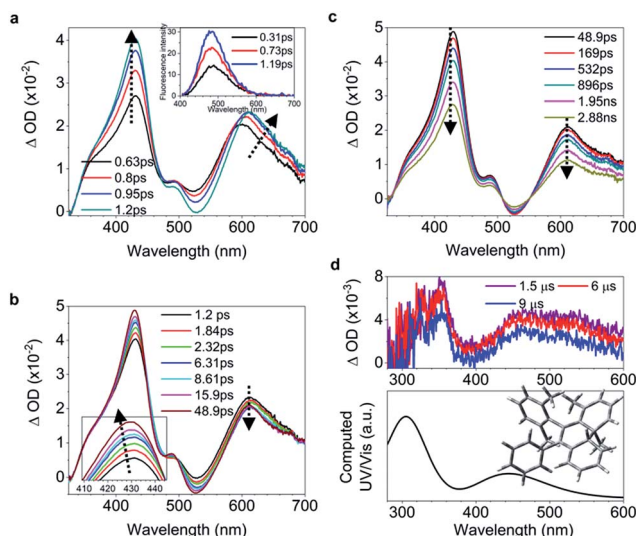 a
Δ OD (x10⁻²)
4
3
2
1
0
400
500
600
700
Wavelength (nm)
0.63ps
0.8ps
0.95ps
1.2ps
Fluorescence intensity
30
20
10
0
400
500
600
700
Wavelength(nm)
0.31ps
0.73ps
1.19ps
c
Δ OD (x10⁻²)
5
4
3
2
1
0
400
500
600
700
Wavelength (nm)
48.9ps
169ps
532ps
896ps
1.95ns
2.88ns
b
Δ OD (x10⁻²)
5
4
3
2
1
0
400
500
600
700
Wavelength (nm)
1.2 ps
1.84ps
2.32ps
6.31ps
8.61ps
15.9ps
48.9ps
410
420
430
440
d
Δ OD (x10⁻³)
8
4
0
280
300
400
500
600
1.5 μs
6 μs
9 μs
Computed
UV/Vis (a.u.)
300
400
500
600
Wavelength (nm)